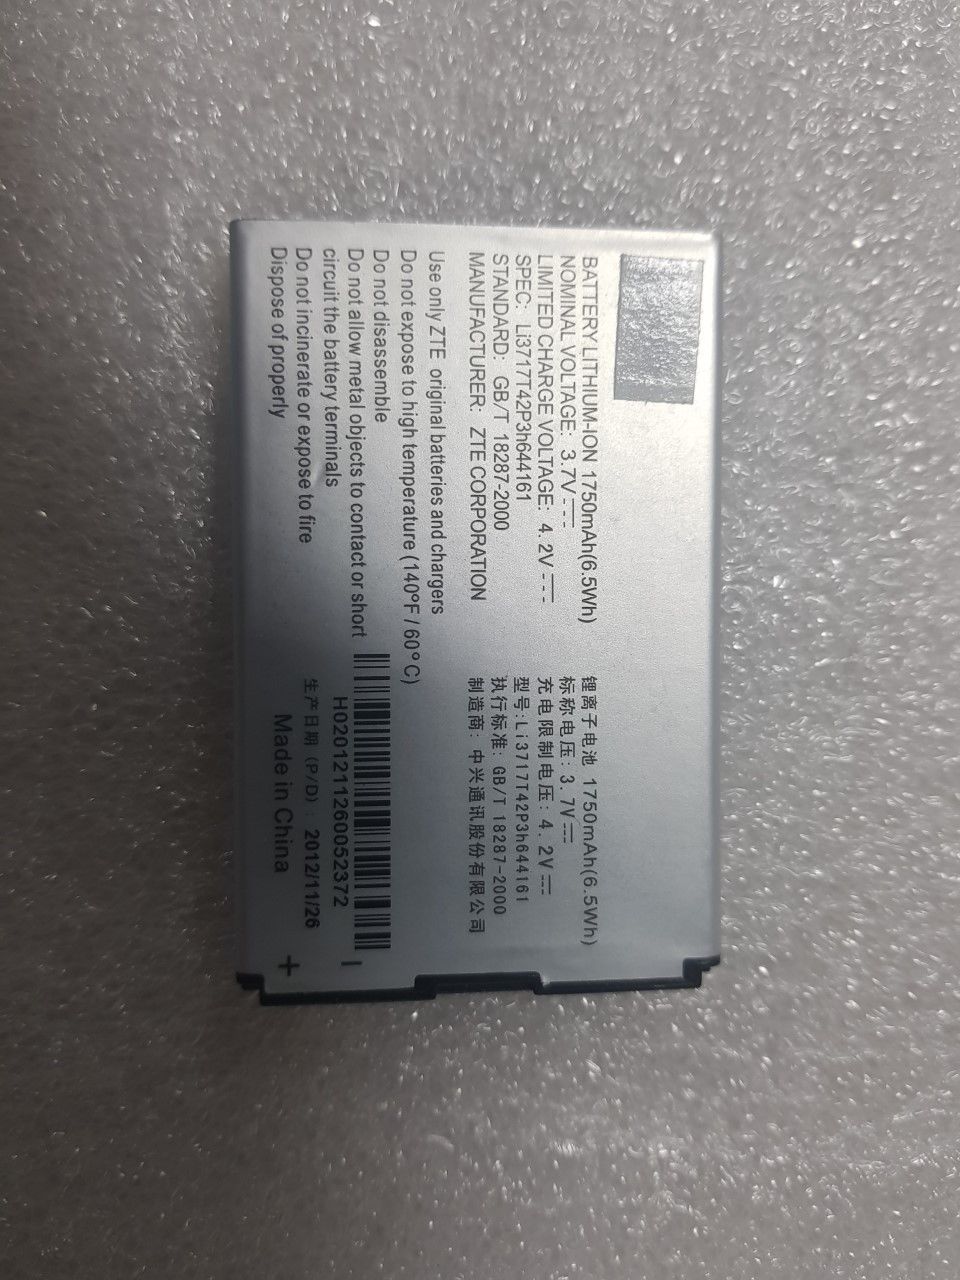 BATTERY LITHIUM-ION 1750mAh(6.5Wh)
NOMINAL VOLTAGE: 3.7V
LIMITED CHARGE VOLTAGE: 4.2V
SPEC: Li3717T42P3h644161
STANDARD: GB/T 18287-2000
MANUFACTURER: ZTE CORPORATION
锂离子电池 1750mAh(6.5Wh)
标称电压: 3.7V
充电限制电压: 4.2V
型号: Li3717T42P3h644161
执行标准: GB/T 18287-2000
制造商: 中兴通讯股份有限公司
Use only ZTE original batteries and chargers
Do not expose to high temperature (140°F / 60°C)
Do not disassemble
Do not allow metal objects to contact or short
circuit the battery terminals
Do not incinerate or expose to fire
Dispose of properly
H0201211260052372
生产日期 (P/D): 2012/11/26
Made in China
+